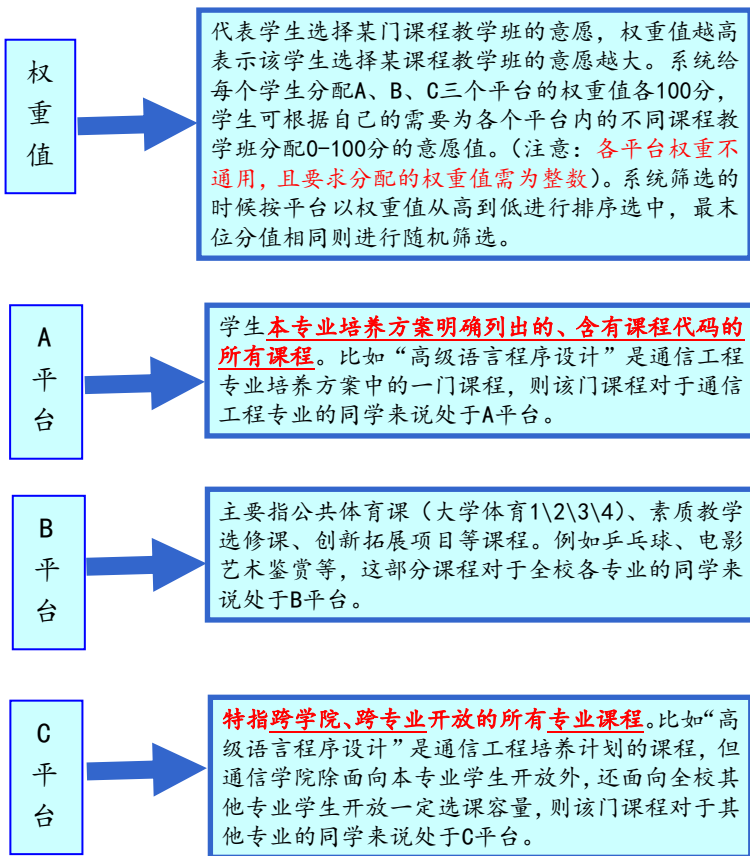 权
重
值
代表学生选择某门课程教学班的意愿，权重值越高
表示该学生选择某课程教学班的意愿越大。系统给
每个学生分配A、B、C三个平台的权重值各100分，
学生可根据自己的需要为各个平台内的不同课程教
学班分配0-100分的意愿值。（注意：各平台权重不
通用，且要求分配的权重值需为整数）。系统筛选的
时候按平台以权重值从高到低进行排序选中，最末
位分值相同则进行随机筛选。
A
平
台
学生本专业培养方案明确列出的、含有课程代码的
所有课程。比如“高级语言程序设计”是通信工程
专业培养方案中的一门课程，则该门课程对于通信
工程专业的同学来说处于A平台。
B
平
台
主要指公共体育课（大学体育1\2\3\4）、素质教学
选修课、创新拓展项目等课程。例如乒乓球、电影
艺术鉴赏等，这部分课程对于全校各专业的同学来
说处于B平台。
C
平
台
特指跨学院、跨专业开放的所有专业课程。比如“高
级语言程序设计”是通信工程培养计划的课程，但
通信学院除面向本专业学生开放外，还面向全校其
他专业学生开放一定选课容量，则该门课程对于其
他专业的同学来说处于C平台。